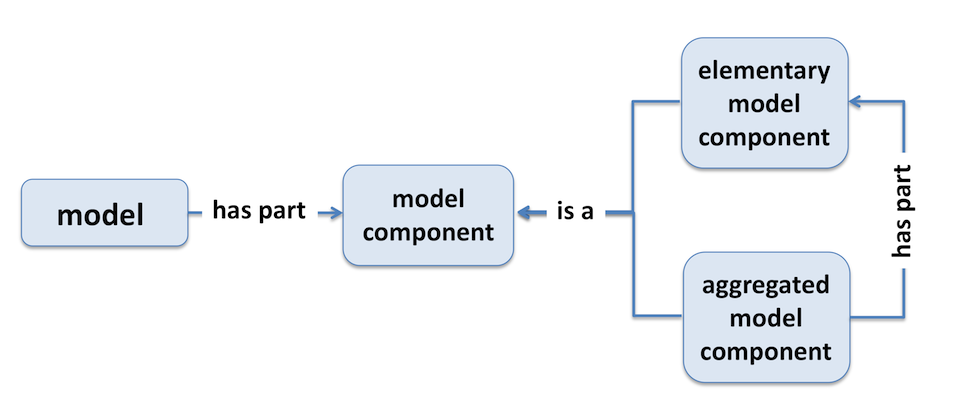 model
has part
model
component
is a
elementary
model
component
aggregated
model
component
has part